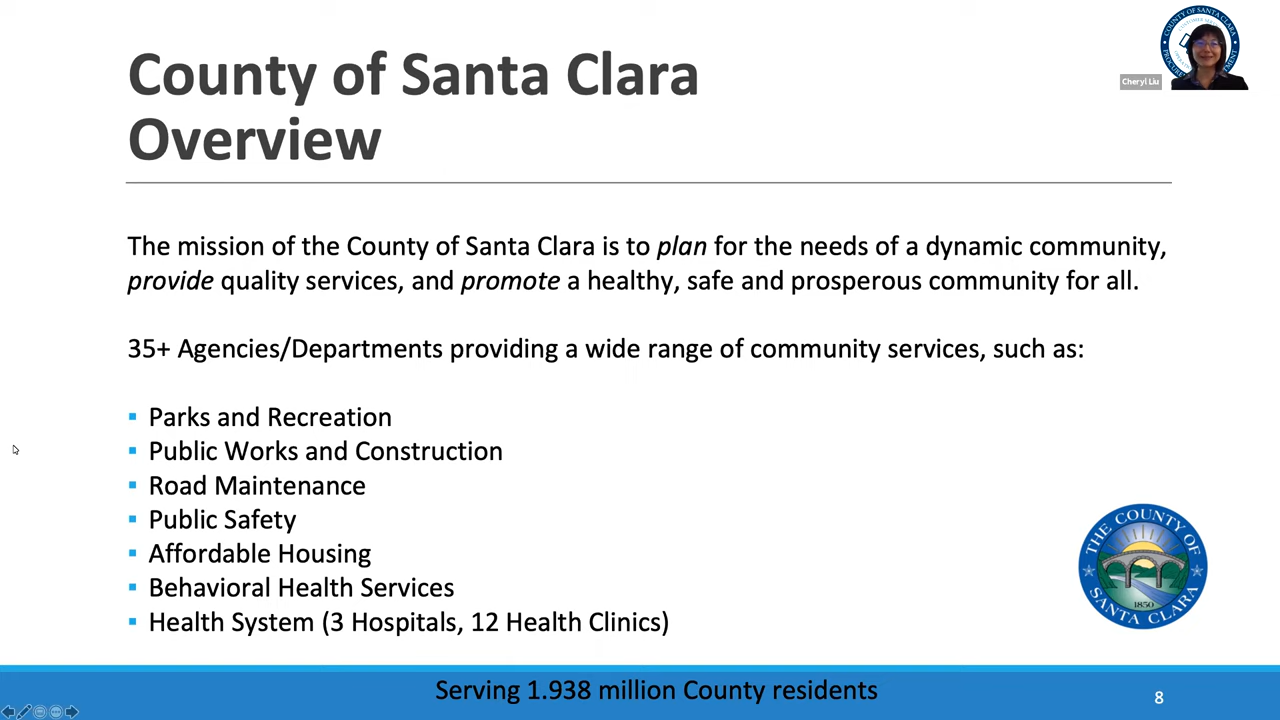 County of Santa Clara
Overview
Cheryl Liu
The mission of the County of Santa Clara is to plan for the needs of a dynamic community,
provide quality services, and promote a healthy, safe and prosperous community for all.
35+ Agencies/Departments providing a wide range of community services, such as:
▪ Parks and Recreation
▪ Public Works and Construction
▪ Road Maintenance
▪ Public Safety
▪ Affordable Housing
▪ Behavioral Health Services
▪ Health System (3 Hospitals, 12 Health Clinics)
THE COUNTY OF
1850
SANTA CLARA
Serving 1.938 million County residents
8